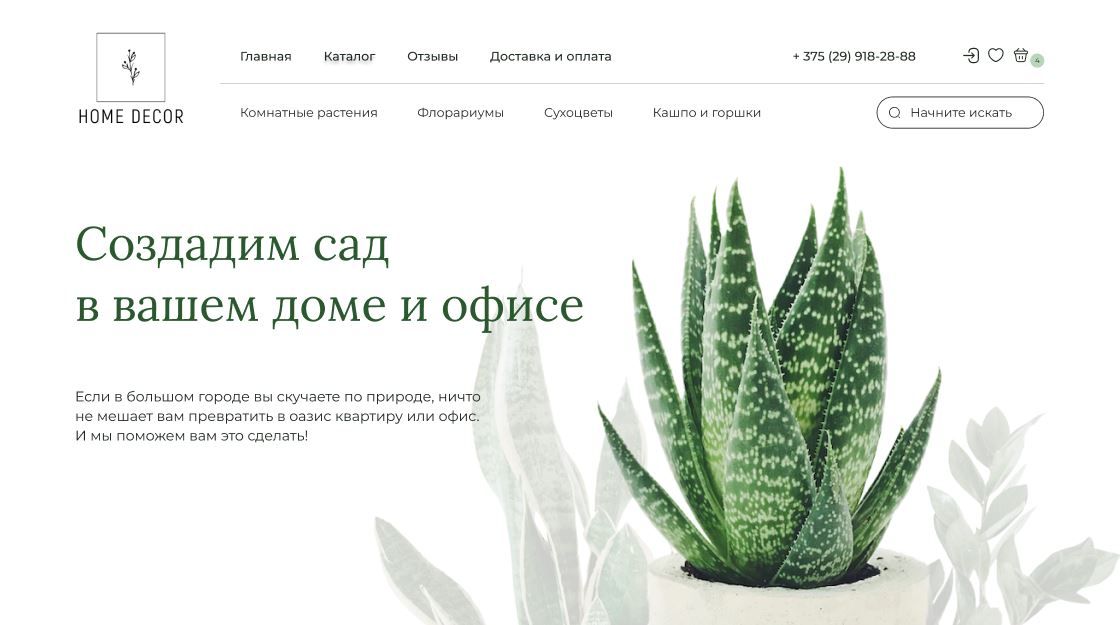 HOME DECOR
Главная Каталог Отзывы Доставка и оплата + 375 (29) 918-28-88 4
Комнатные растения Флорариумы Сухоцветы Кашпо и горшки Начните искать
Создадим сад
в вашем доме и офисе
Если в большом городе вы скучаете по природе, ничто
не мешает вам превратить в оазис квартиру или офис.
И мы поможем вам это сделать!